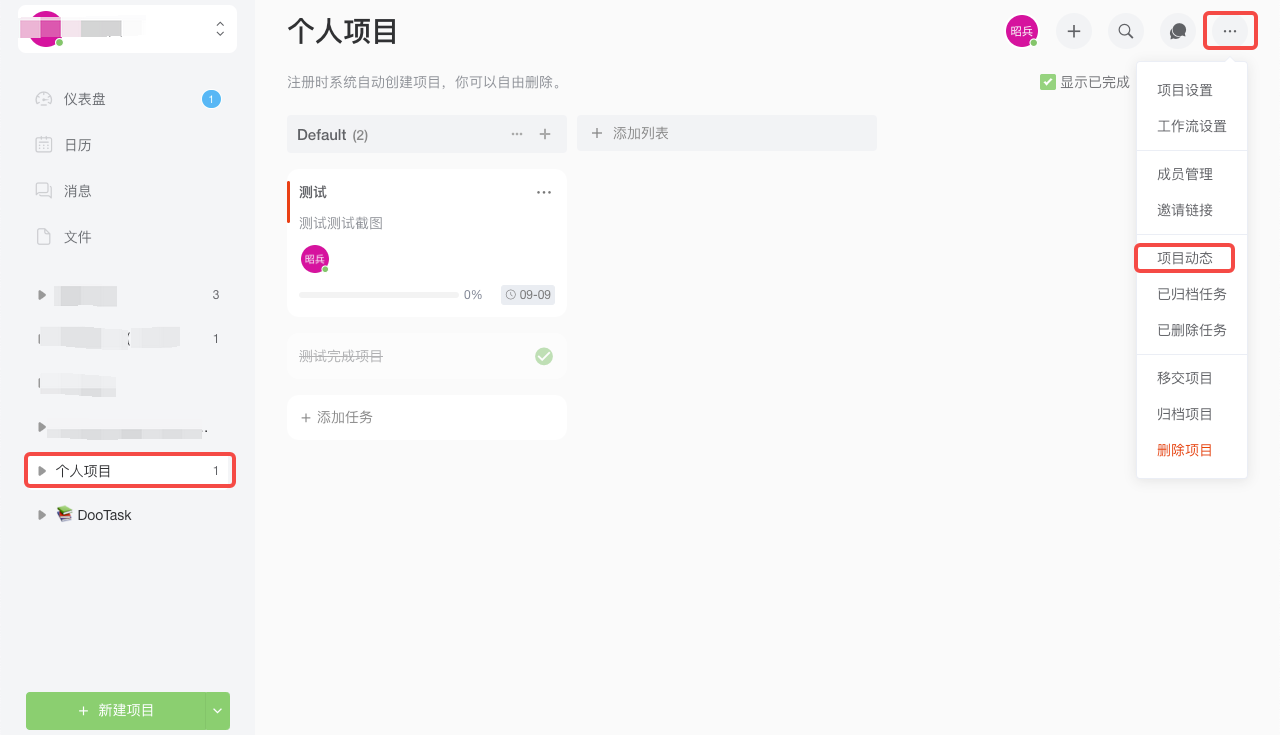 仪表盘
1
日历
消息
文件
3
1
个人项目
1
DooTask
新建项目
个人项目
注册时系统自动创建项目，你可以自由删除。
昭兵
显示已完成
Default (2)
添加列表
测试
测试测试截图
昭兵
0%
09-09
测试完成项目
添加任务
项目设置
工作流设置
成员管理
邀请链接
项目动态
已归档任务
已删除任务
移交项目
归档项目
删除项目